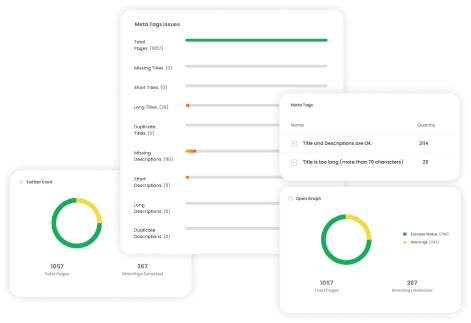 Meta Tags Issues
Total
Pages (1057)
Missing Titles (0)
Short Titles (0)
Long Titles (20)
Duplicate
Titles (0)
Missing
Descriptions (90)
Short
Descriptions (5)
Long
Descriptions (0)
Duplicate
Descriptions (0)
Meta Tags
Name Quantity
Title and Descriptions are OK 2114
Title is too long (more than 70 characters) 20
Twitter Card
1057 267
Total Pages Warnings Detected
Open Graph
Success Status (790)
Warnings (267)
1057 267
Total Pages Warnings Detected